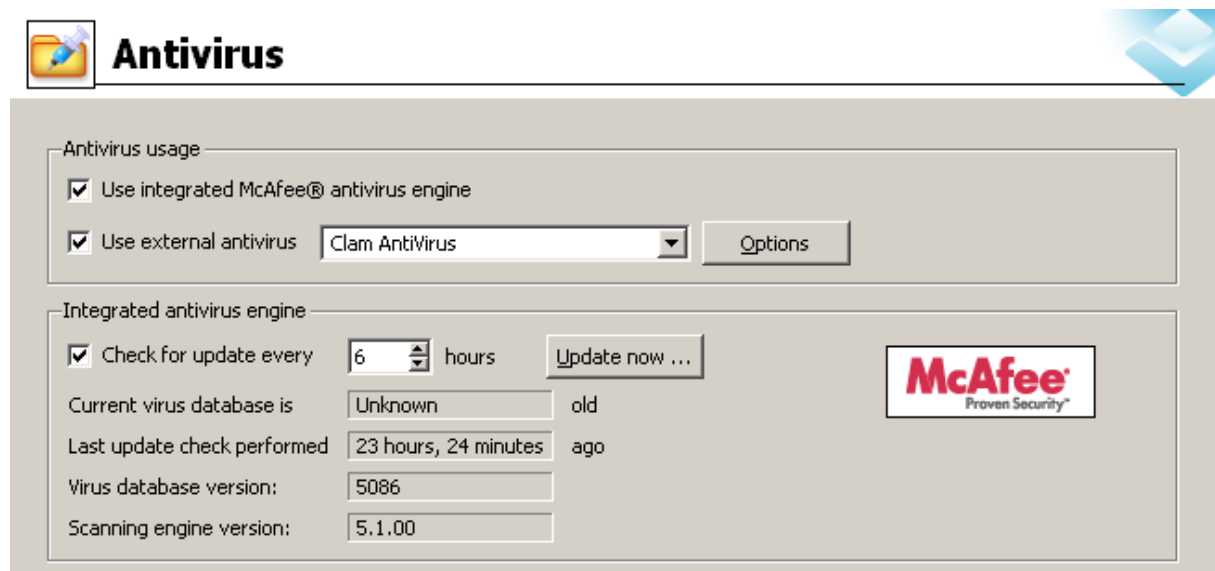 Antivirus
Antivirus usage
Use integrated McAfee® antivirus engine
Use external antivirus Clam AntiVirus Options
Integrated antivirus engine
Check for update every 6 hours Update now ...
McAfee®
Proven Security™
Current virus database is Unknown old
Last update check performed 23 hours, 24 minutes ago
Virus database version: 5086
Scanning engine version: 5.1.00